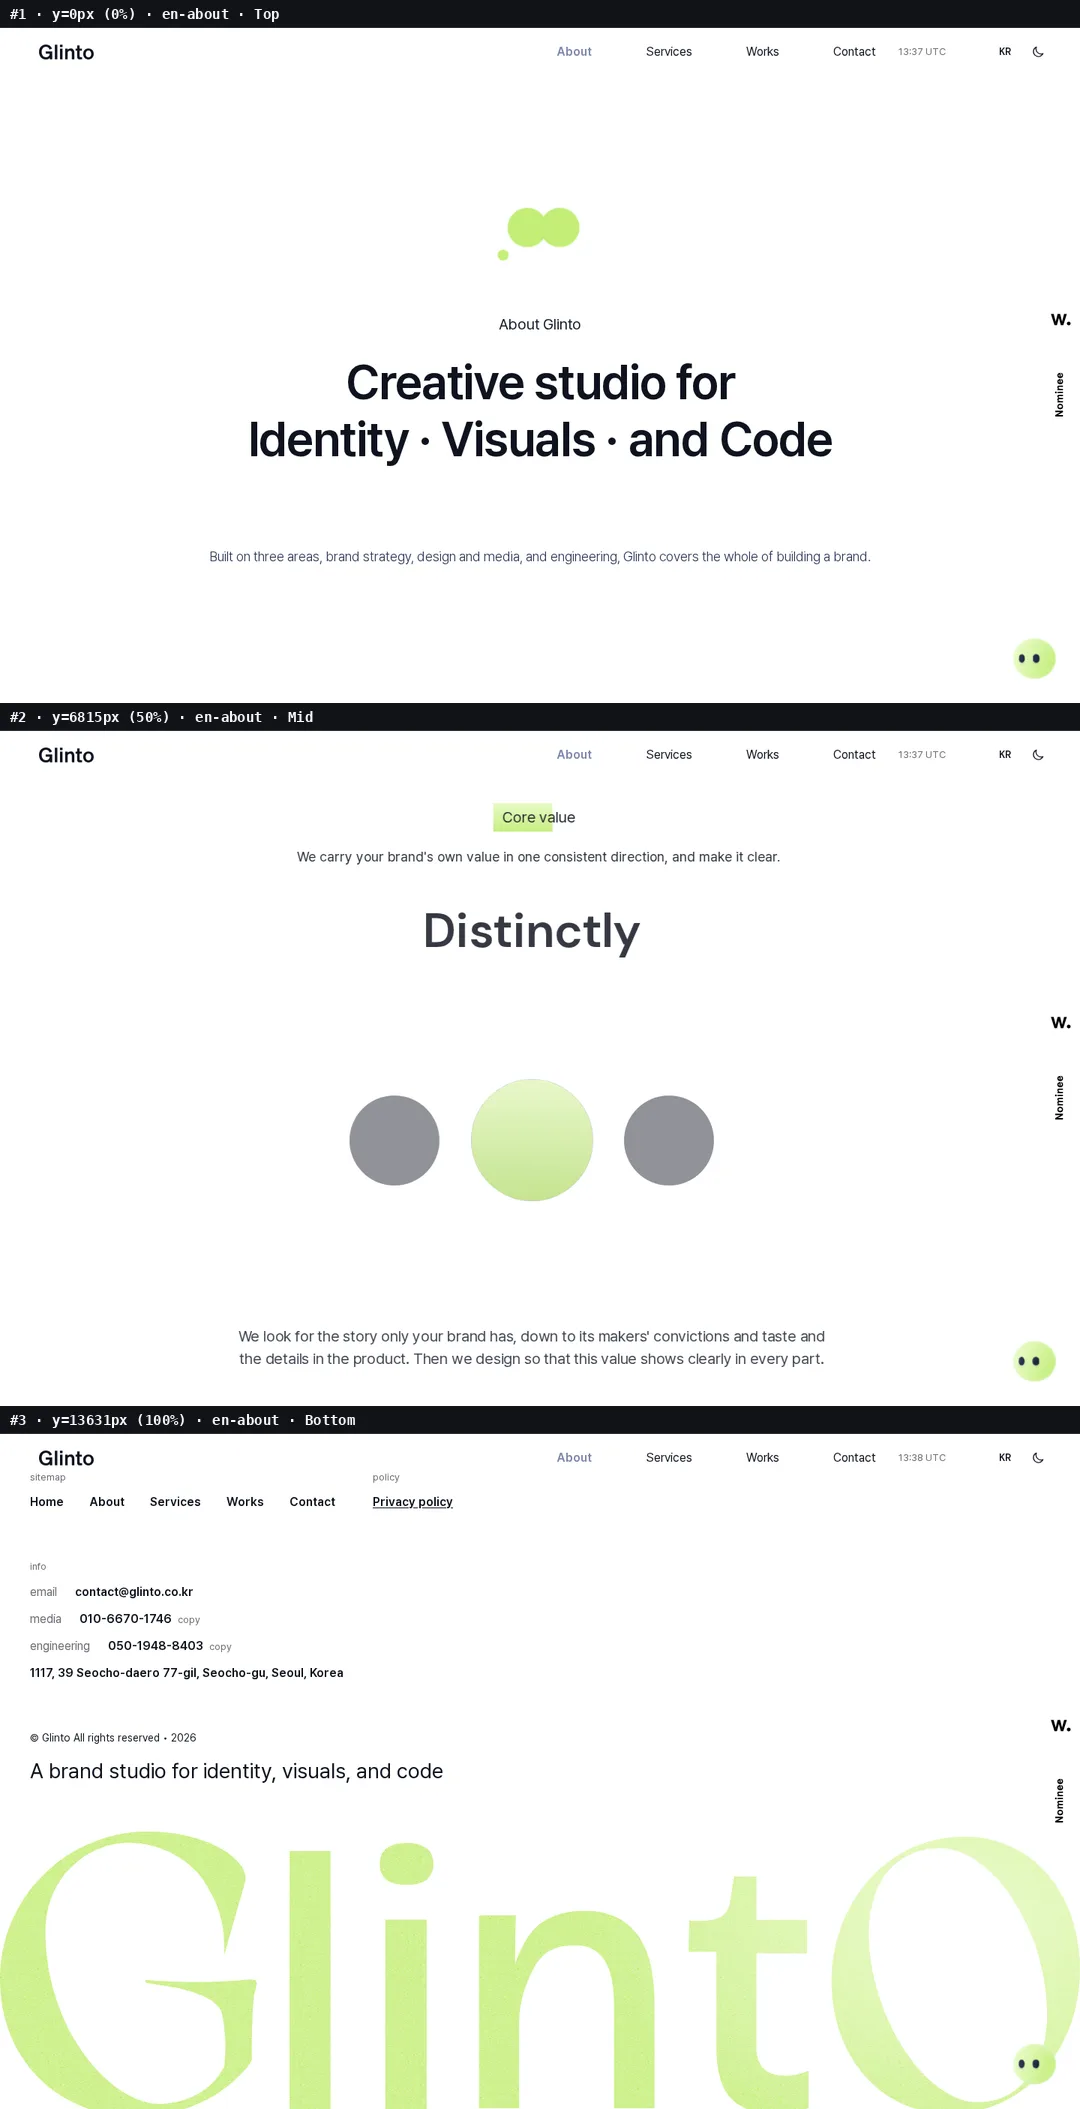 #1 · y=0px (0%) · en-about · Top
Glinto
About Services Works Contact 13:37 UTC KR
About Glinto
Creative studio for
Identity · Visuals · and Code
W.
Nominee
Built on three areas, brand strategy, design and media, and engineering, Glinto covers the whole of building a brand.
#2 · y=6815px (50%) · en-about · Mid
Glinto
About Services Works Contact 13:37 UTC KR
Core value
We carry your brand's own value in one consistent direction, and make it clear.
Distinctly
W.
Nominee
We look for the story only your brand has, down to its makers' convictions and taste and
the details in the product. Then we design so that this value shows clearly in every part.
#3 · y=13631px (100%) · en-about · Bottom
Glinto
About Services Works Contact 13:38 UTC KR
sitemap policy
Home About Services Works Contact Privacy policy
info
email contact@glinto.co.kr
media 010-6670-1746 copy
engineering 050-1948-8403 copy
1117, 39 Seocho-daero 77-gil, Seocho-gu, Seoul, Korea
© Glinto All rights reserved • 2026
A brand studio for identity, visuals, and code
W.
Nominee
GlintO